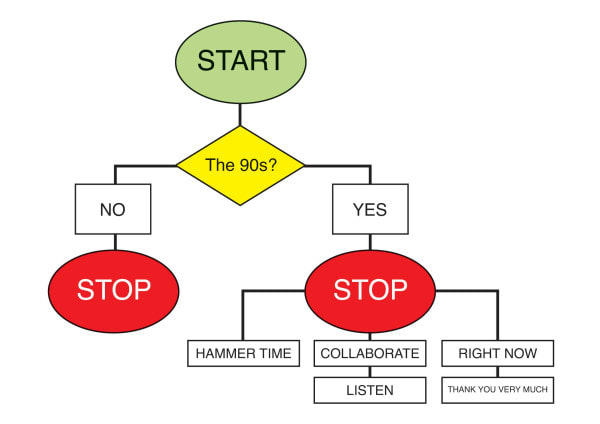 START
The 90s?
NO
YES
STOP
STOP
HAMMER TIME
COLLABORATE
RIGHT NOW
LISTEN
THANK YOU VERY MUCH